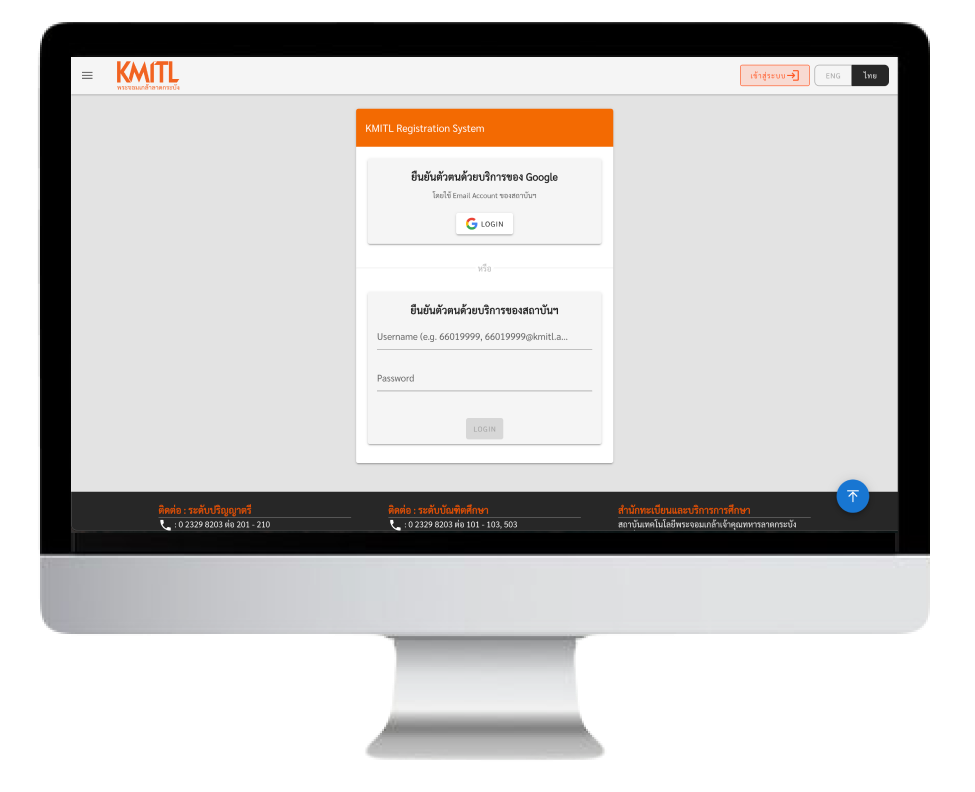 KMITL
พระจอมเกล้าลาดกระบัง
เข้าสู่ระบบ
ENG
ไทย
KMITL Registration System
ยืนยันตัวตนด้วยบริการของ Google
โดยใช้ Email Account ของสถาบันฯ
LOGIN
หรือ
ยืนยันตัวตนด้วยบริการของสถาบันฯ
Username (e.g. 66019999, 66019999@kmitl.a...
Password
LOGIN
ติดต่อ : ระดับปริญญาตรี
: 0 2329 8203 ต่อ 201 - 210
ติดต่อ : ระดับบัณฑิตศึกษา
: 0 2329 8203 ต่อ 101 - 103, 503
สำนักทะเบียนและบริการการศึกษา
สถาบันเทคโนโลยีพระจอมเกล้าเจ้าคุณทหารลาดกระบัง